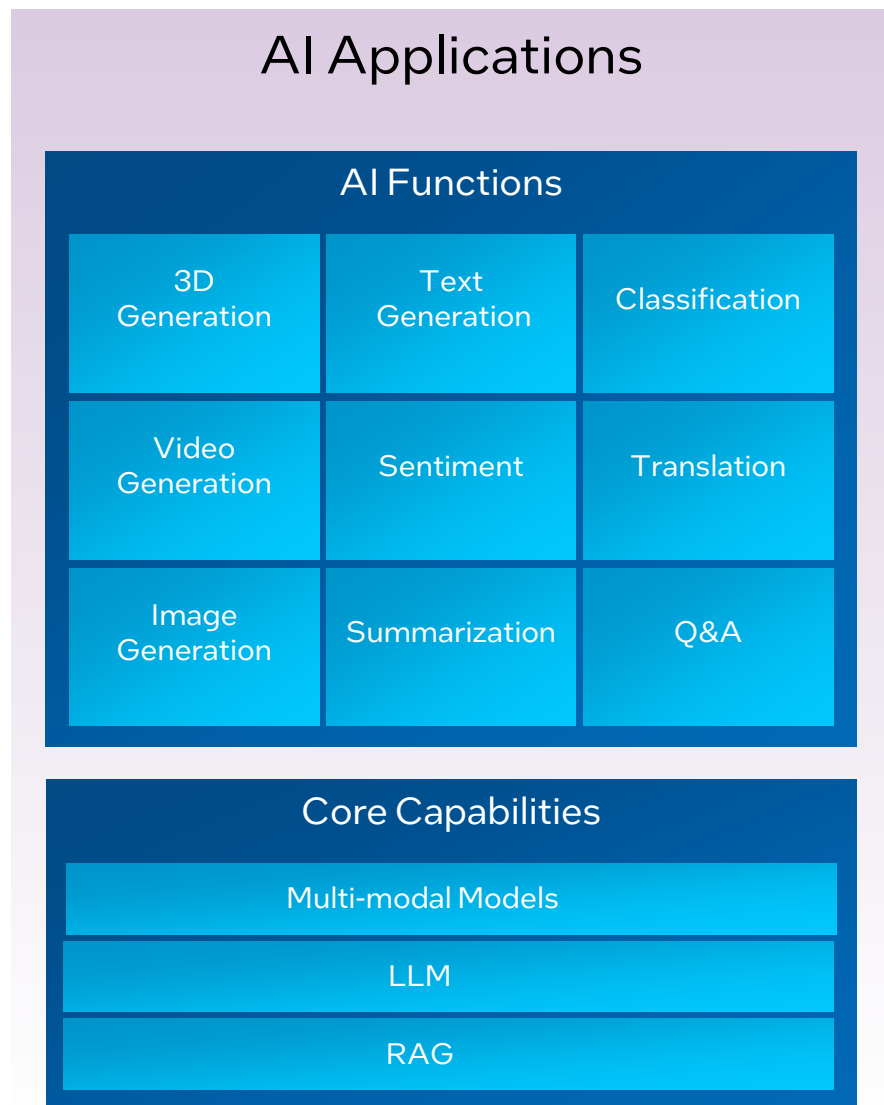 AI Applications
AI Functions
3D
Generation
Text
Generation
Classification
Video
Generation
Sentiment
Translation
Image
Generation
Summarization
Q&A
Core Capabilities
Multi-modal Models
LLM
RAG